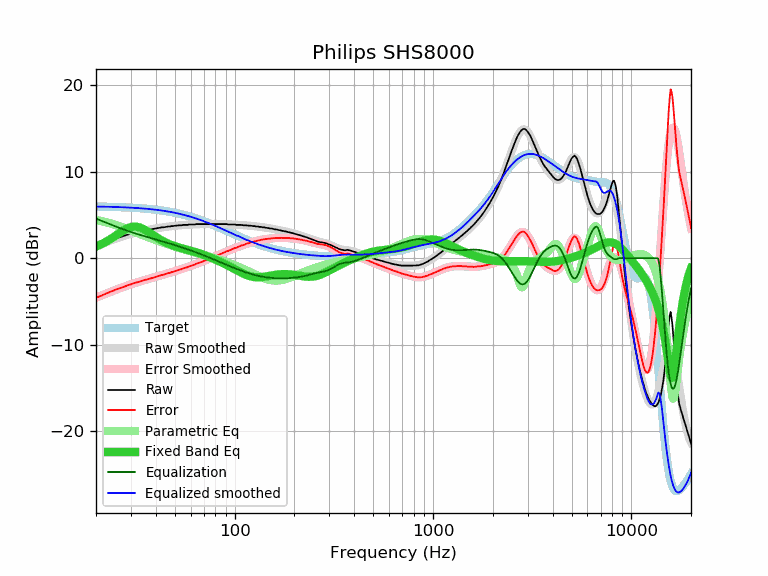 Philips SHS8000
Amplitude (dBr)
20
10
0
−10
−20
Target
Raw Smoothed
Error Smoothed
Raw
Error
Parametric Eq
Fixed Band Eq
Equalization
Equalized smoothed
100
1000
10000
Frequency (Hz)